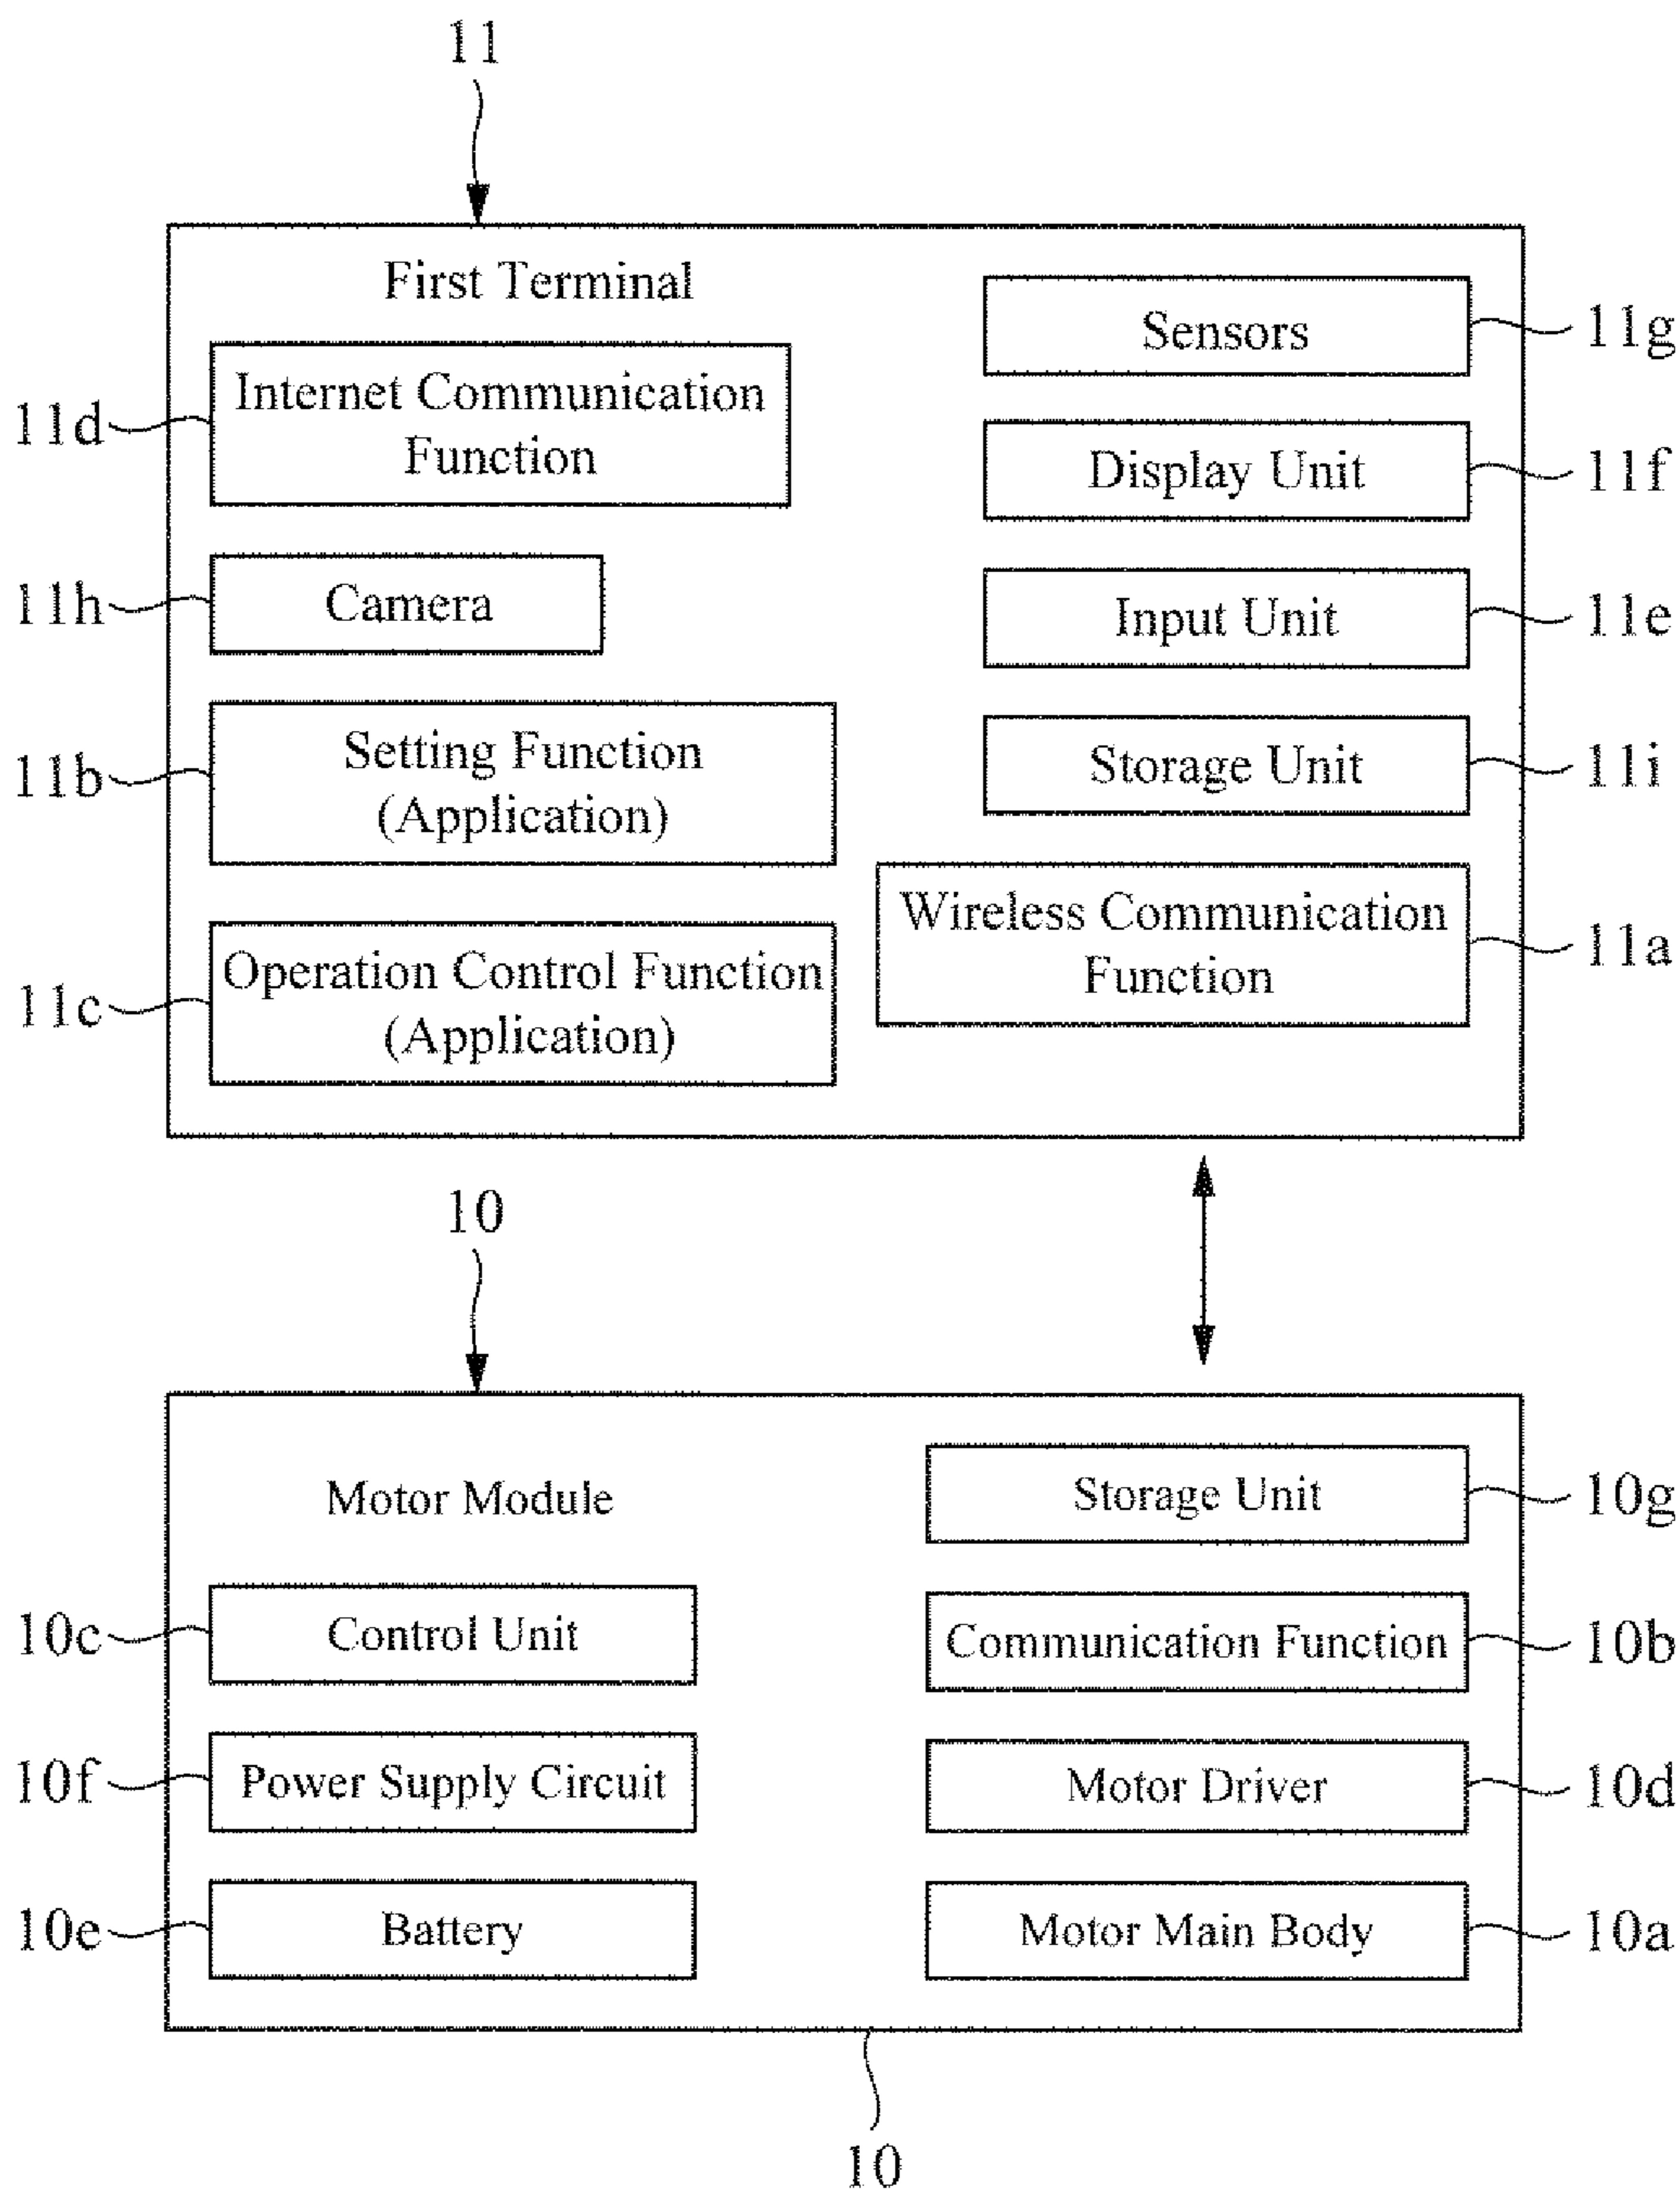 11
First Terminal
Sensors
11g
Internet Communication
Function
11d
Display Unit
11f
Camera
11h
Input Unit
11e
Setting Function
(Application)
11b
Storage Unit
11i
Wireless Communication
Function
11a
Operation Control Function
(Application)
11c
10
Motor Module
Storage Unit
10g
10c
Control Unit
Communication Function
10b
10f
Power Supply Circuit
Motor Driver
10d
10e
Battery
Motor Main Body
10a
10